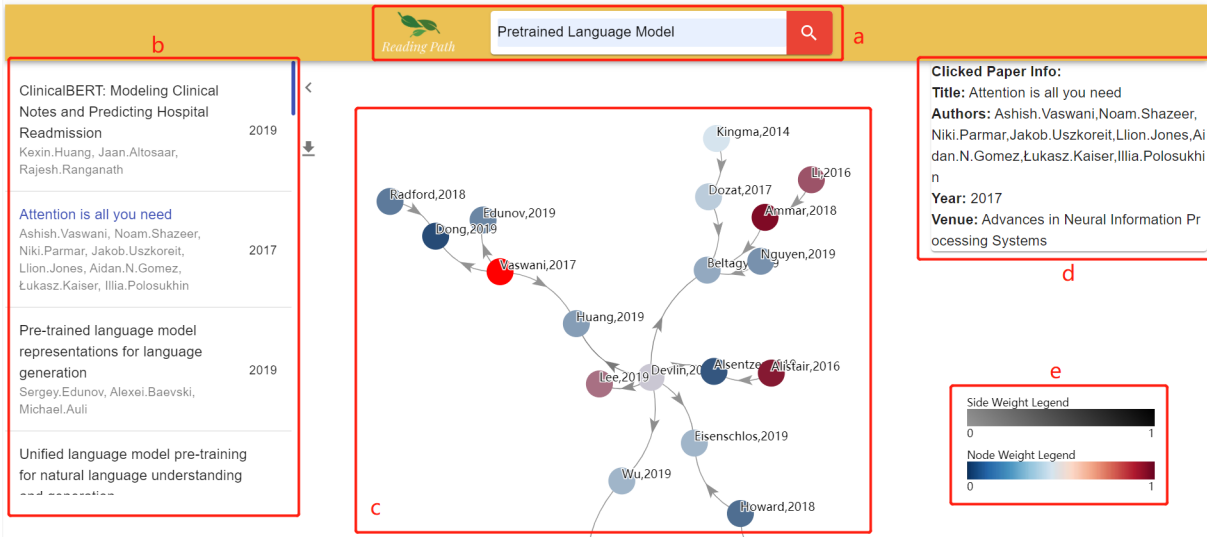 Reading Path
Pretrained Language Model
a
b
ClinicalBERT: Modeling Clinical
Notes and Predicting Hospital
Readmission
2019
Kexin.Huang, Jaan.Altosaar,
Rajesh.Ranganath
Attention is all you need
Ashish.Vaswani, Noam.Shazeer,
Niki.Parmar, Jakob.Uszkoreit,
2017
Llion.Jones, Aidan.N.Gomez,
Łukasz.Kaiser, Illia.Polosukhin
Pre-trained language model
representations for language
generation
2019
Sergey.Edunov, Alexei.Baevski,
Michael.Auli
Unified language model pre-training
for natural language understanding
and generation
Kingma,2014
Li,2016
Radford,2018
Dozat,2017
Edunov,2019
Ammar,2018
Dong,2019
Nguyen,2019
Vaswani,2017
Huang,2019
Alistair,2016
Lee,2019
Eisenschlos,2019
Wu,2019
Howard,2018
c
Clicked Paper Info:
Title: Attention is all you need
Authors: Ashish.Vaswani,Noam.Shazeer,
Niki.Parmar,Jakob.Uszkoreit,Llion.Jones,Ai
dan.N.Gomez,Łukasz.Kaiser,Illia.Polosukhi
n
Year: 2017
Venue: Advances in Neural Information Pr
ocessing Systems
d
e
Side Weight Legend
0 1
Node Weight Legend
0 1